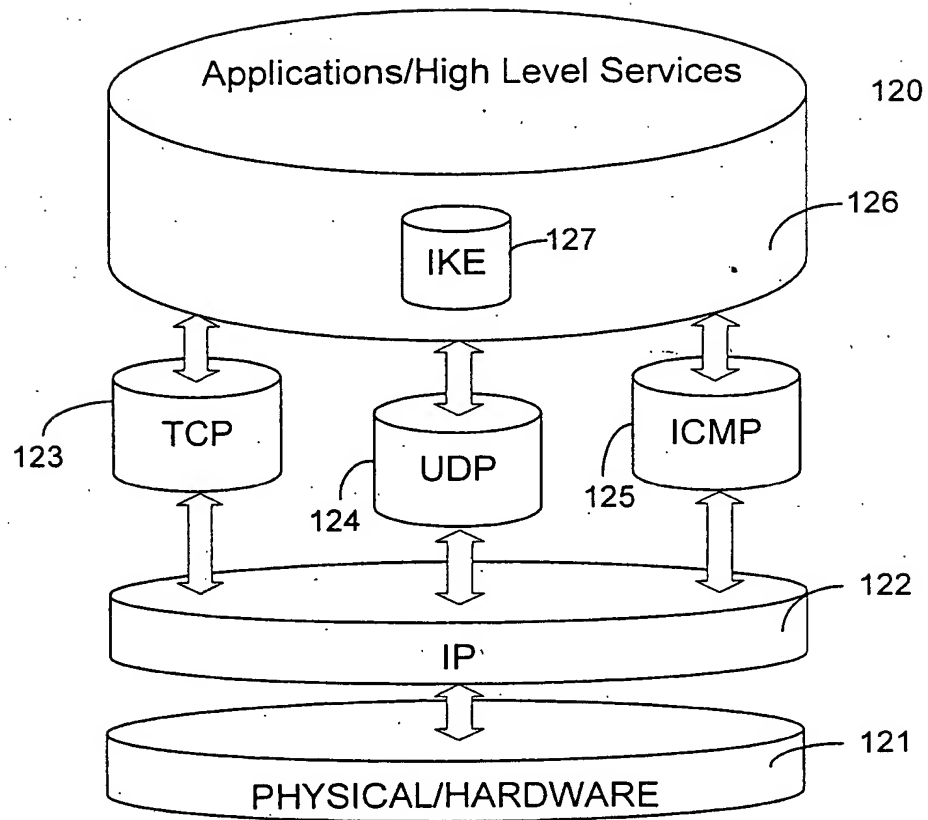 Applications/High Level Services
120
126
IKE
127
TCP
123
UDP
124
ICMP
125
122
IP
121
PHYSICAL/HARDWARE